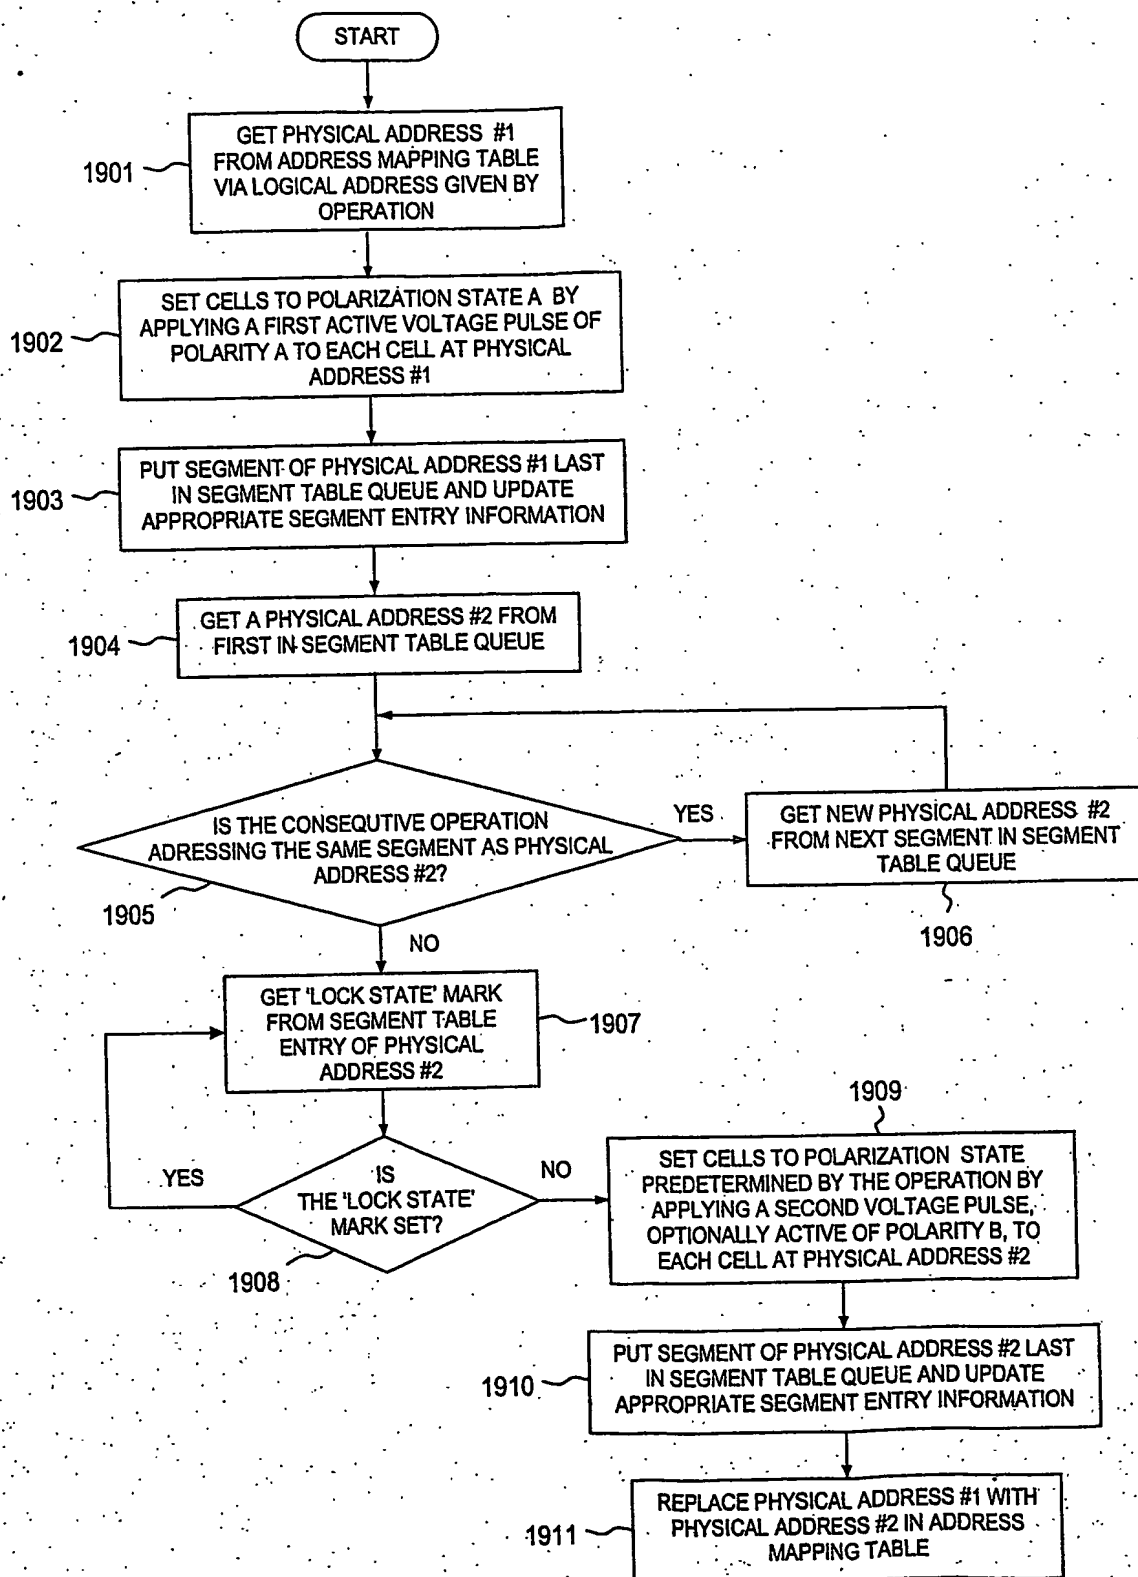 START
GET PHYSICAL ADDRESS #1
FROM ADDRESS MAPPING TABLE
VIA LOGICAL ADDRESS GIVEN BY
OPERATION
1901
SET CELLS TO POLARIZATION STATE A BY
APPLYING A FIRST ACTIVE VOLTAGE PULSE OF
POLARITY A TO EACH CELL AT PHYSICAL
ADDRESS #1
1902
PUT SEGMENT OF PHYSICAL ADDRESS #1 LAST
IN SEGMENT TABLE QUEUE AND UPDATE
APPROPRIATE SEGMENT ENTRY INFORMATION
1903
GET A PHYSICAL ADDRESS #2 FROM
FIRST IN SEGMENT TABLE QUEUE
1904
IS THE CONSEQUTIVE OPERATION
ADRESSING THE SAME SEGMENT AS PHYSICAL
ADDRESS #2?
1905
YES
GET NEW PHYSICAL ADDRESS #2
FROM NEXT SEGMENT IN SEGMENT
TABLE QUEUE
1906
NO
GET 'LOCK STATE' MARK
FROM SEGMENT TABLE
ENTRY OF PHYSICAL
ADDRESS #2
1907
IS
THE 'LOCK STATE'
MARK SET?
1908
YES
NO
1909
SET CELLS TO POLARIZATION STATE
PREDETERMINED BY THE OPERATION BY
APPLYING A SECOND VOLTAGE PULSE,
OPTIONALLY ACTIVE OF POLARITY B, TO
EACH CELL AT PHYSICAL ADDRESS #2
PUT SEGMENT OF PHYSICAL ADDRESS #2 LAST
IN SEGMENT TABLE QUEUE AND UPDATE
APPROPRIATE SEGMENT ENTRY INFORMATION
1910
REPLACE PHYSICAL ADDRESS #1 WITH
PHYSICAL ADDRESS #2 IN ADDRESS
MAPPING TABLE
1911